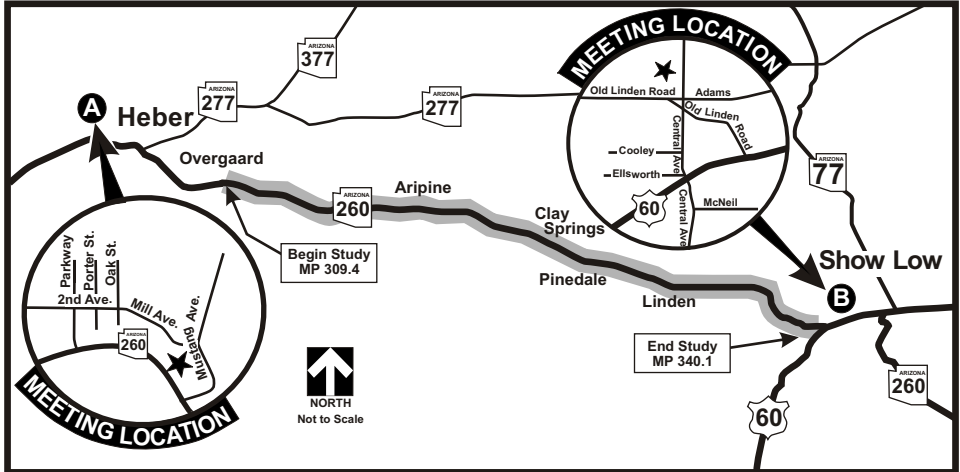 MEETING LOCATION
ARIZONA
377
ARIZONA
277
ARIZONA
277
A
Heber
Overgaard
ARIZONA
260
Aripine
Clay
Springs
Pinedale
Linden
Begin Study
MP 309.4
End Study
MP 340.1
Old Linden Road
Adams
Old Linden
Road
Central Ave
Cooley
Ellsworth
60
Central Ave
McNeil
ARIZONA
77
Show Low
B
ARIZONA
260
60
Parkway
Porter St.
Oak St.
2nd Ave.
Mill Ave.
Mustang Ave.
ARIZONA
260
MEETING LOCATION
NORTH
Not to Scale